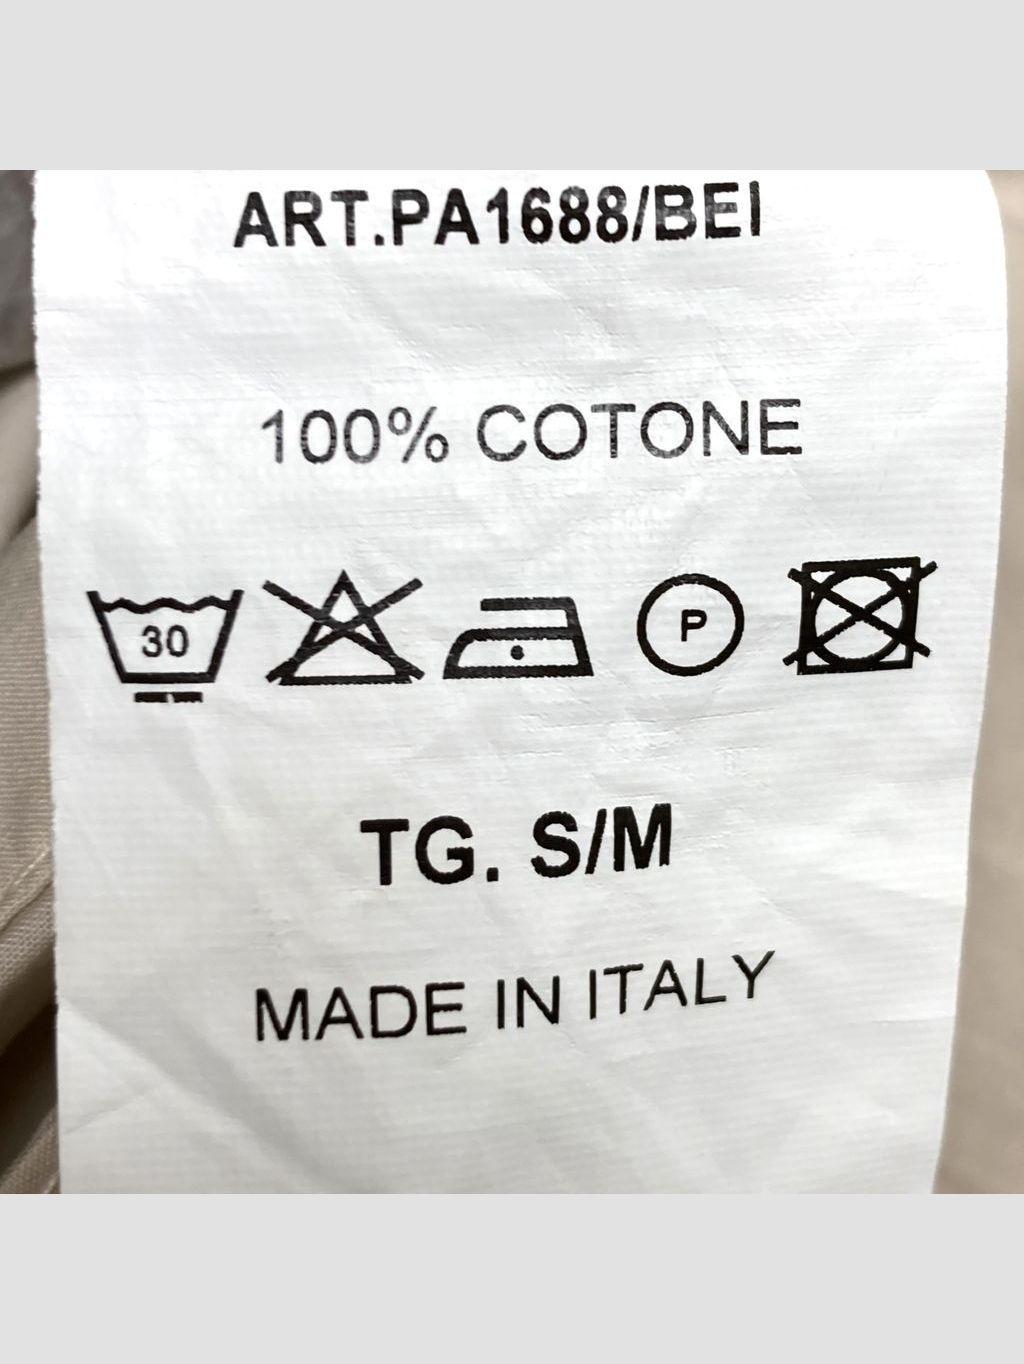 ART.PA1688/BEI
100% COTONE
30 P
TG. S/M
MADE IN ITALY